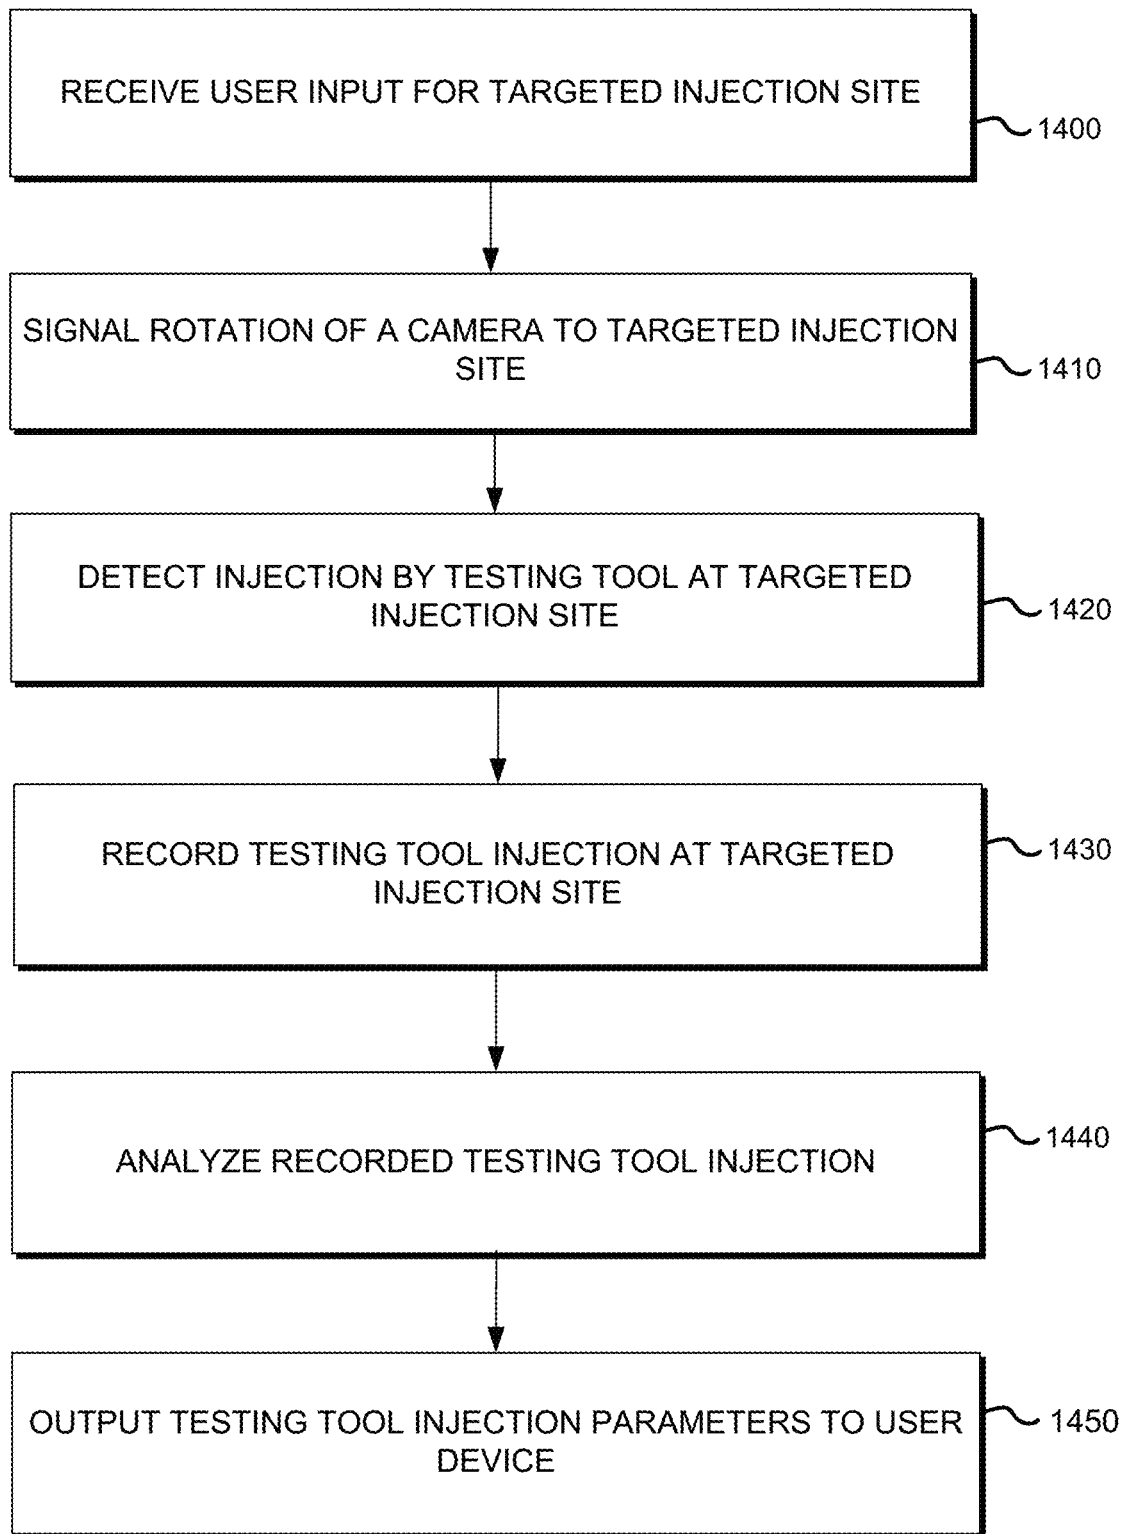 RECEIVE USER INPUT FOR TARGETED INJECTION SITE
1400
SIGNAL ROTATION OF A CAMERA TO TARGETED INJECTION
SITE
1410
DETECT INJECTION BY TESTING TOOL AT TARGETED
INJECTION SITE
1420
RECORD TESTING TOOL INJECTION AT TARGETED
INJECTION SITE
1430
ANALYZE RECORDED TESTING TOOL INJECTION
1440
OUTPUT TESTING TOOL INJECTION PARAMETERS TO USER
DEVICE
1450